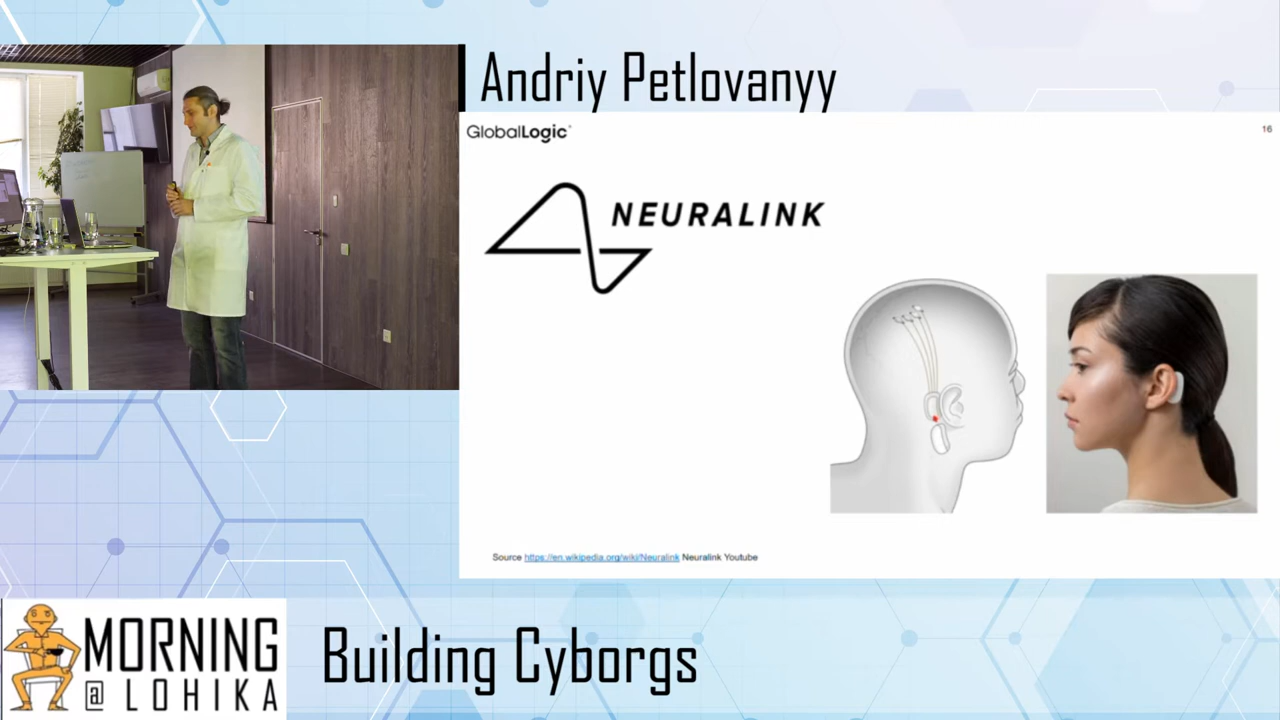 Andriy Petlovanyy
GlobalLogic
16
NEURALINK
Source https://en.wikipedia.org/wiki/Neuralink Neuralink Youtube
MORNING
@ LOHIKA
Building Cyborgs